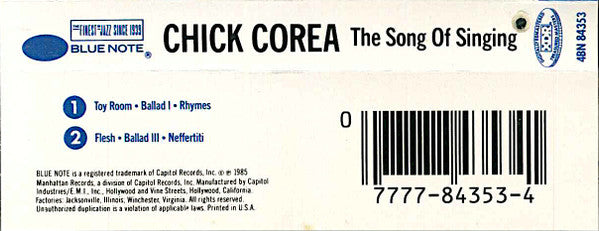 THE FINEST IN JAZZ SINCE 1939
BLUE NOTE®
CHICK COREA The Song Of Singing
4BN 84353
1 Toy Room • Ballad I • Rhymes
2 Flesh • Ballad III • Neffertiti
BLUE NOTE is a registered trademark of Capitol Records, Inc. © ℗ 1985
Manhattan Records, a division of Capitol Records, Inc. Manufactured by Capitol
Industries/E.M.I., Inc., Hollywood and Vine Streets, Hollywood, California.
Factories: Jacksonville, Illinois, Winchester, Virginia. All rights reserved.
Unauthorized duplication is a violation of applicable laws. Printed in U.S.A.
0
7777-84353-4